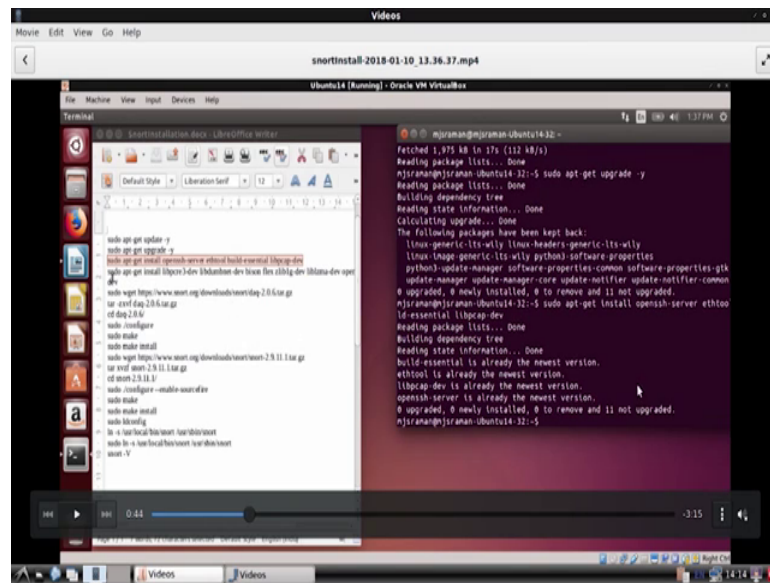 Videos
Movie Edit View Go Help
snortInstall-2018-01-10_13.36.37.mp4
Ubuntu14 [Running] - Oracle VM VirtualBox
File Machine View Input Devices Help
Terminal
1:37 PM
SnortInstallation.docx - LibreOffice Writer
Default Style
Liberation Serif
12
sudo apt-get update -y
sudo apt-get upgrade -y
sudo apt-get install openssh-server ethtool build-essential libpcap-dev
sudo apt-get install libpcre3-dev libdumbnet-dev bison flex zlib1g-dev liblzma-dev open
dev
sudo wget https://www.snort.org/downloads/snort/daq-2.0.6.tar.gz
tar -zxvf daq-2.0.6.tar.gz
cd daq-2.0.6/
sudo ./configure
sudo make
sudo make install
sudo wget https://www.snort.org/downloads/snort/snort-2.9.11.1.tar.gz
tar xvzf snort-2.9.11.1.tar.gz
cd snort-2.9.11.1/
sudo ./configure --enable-sourcefire
sudo make
sudo make install
sudo ldconfig
ln -s /usr/local/bin/snort /usr/sbin/snort
sudo ln -s /usr/local/bin/snort /usr/sbin/snort
snort -V
mjsraman@mjsraman-Ubuntu14-32: ~
Fetched 1,975 kB in 17s (112 kB/s)
Reading package lists... Done
mjsraman@mjsraman-Ubuntu14-32:~$ sudo apt-get upgrade -y
Reading package lists... Done
Building dependency tree
Reading state information... Done
Calculating upgrade... Done
The following packages have been kept back:
linux-generic-lts-wily linux-headers-generic-lts-wily
linux-image-generic-lts-wily python3-software-properties
python3-update-manager software-properties-common software-properties-gtk
update-manager update-manager-core update-notifier update-notifier-common
0 upgraded, 0 newly installed, 0 to remove and 11 not upgraded.
mjsraman@mjsraman-Ubuntu14-32:~$ sudo apt-get install openssh-server ethtoo
ld-essential libpcap-dev
Reading package lists... Done
Building dependency tree
Reading state information... Done
build-essential is already the newest version.
ethtool is already the newest version.
libpcap-dev is already the newest version.
openssh-server is already the newest version.
0 upgraded, 0 newly installed, 0 to remove and 11 not upgraded.
mjsraman@mjsraman-Ubuntu14-32:~$
0:44
-3:15
Right Ctrl
Videos
Videos
14:14